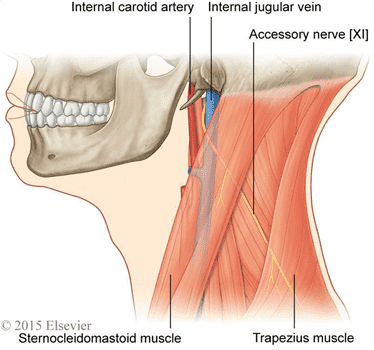 Internal carotid artery
Internal jugular vein
Accessory nerve [XI]
© 2015 Elsevier
Sternocleidomastoid muscle
Trapezius muscle